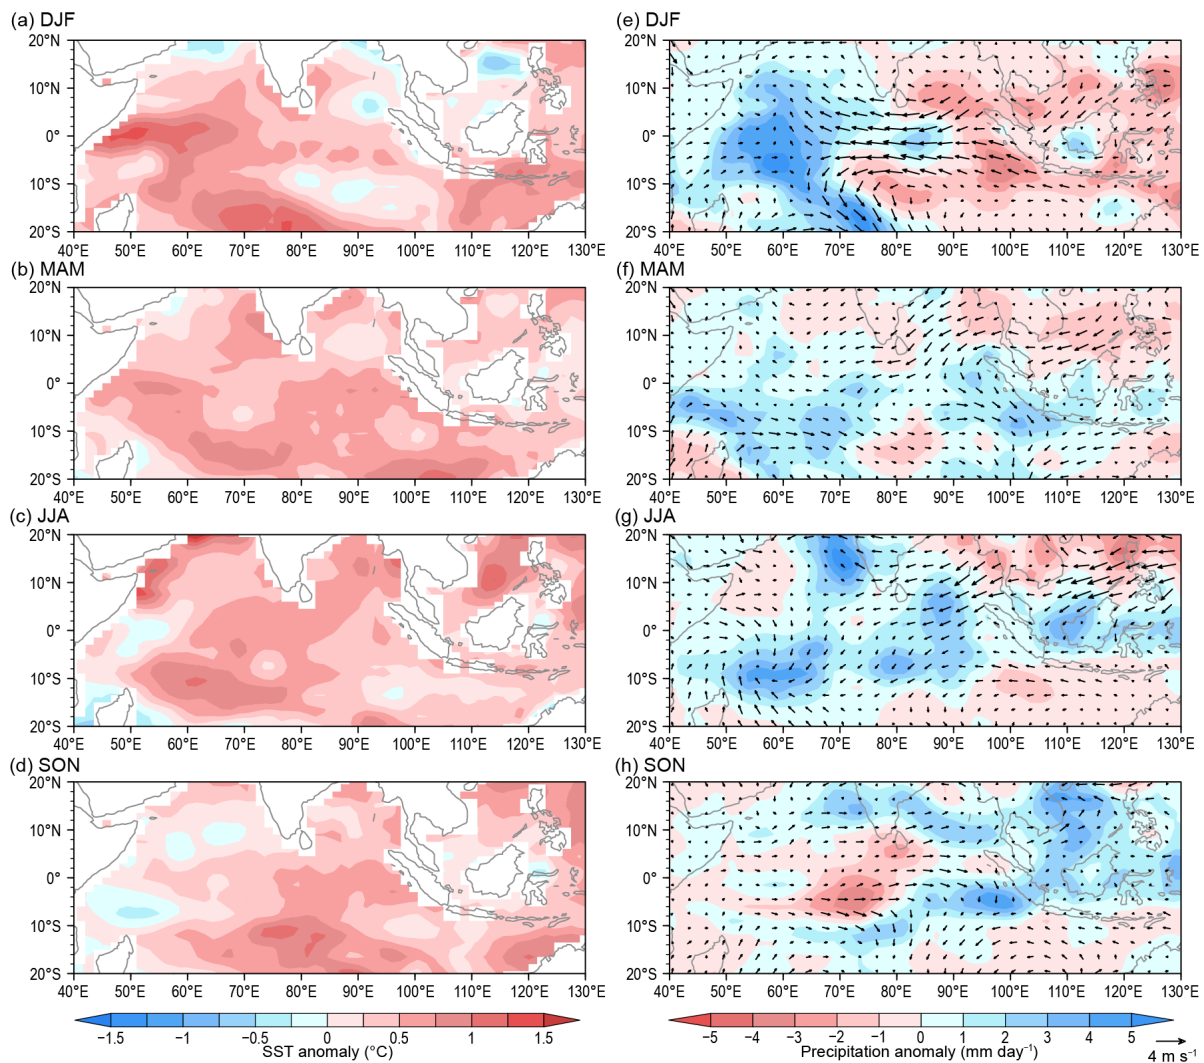 (a) DJF
20°N
10°N
0°
10°S
20°S
40°E 50°E 60°E 70°E 80°E 90°E 100°E 110°E 120°E 130°E
(e) DJF
20°N
10°N
0°
10°S
20°S
40°E 50°E 60°E 70°E 80°E 90°E 100°E 110°E 120°E 130°E
(b) MAM
20°N
10°N
0°
10°S
20°S
40°E 50°E 60°E 70°E 80°E 90°E 100°E 110°E 120°E 130°E
(f) MAM
20°N
10°N
0°
10°S
20°S
40°E 50°E 60°E 70°E 80°E 90°E 100°E 110°E 120°E 130°E
(c) JJA
20°N
10°N
0°
10°S
20°S
40°E 50°E 60°E 70°E 80°E 90°E 100°E 110°E 120°E 130°E
(g) JJA
20°N
10°N
0°
10°S
20°S
40°E 50°E 60°E 70°E 80°E 90°E 100°E 110°E 120°E 130°E
(d) SON
20°N
10°N
0°
10°S
20°S
40°E 50°E 60°E 70°E 80°E 90°E 100°E 110°E 120°E 130°E
(h) SON
20°N
10°N
0°
10°S
20°S
40°E 50°E 60°E 70°E 80°E 90°E 100°E 110°E 120°E 130°E
−1.5 −1 −0.5 0 0.5 1 1.5
SST anomaly (°C)
−5 −4 −3 −2 −1 0 1 2 3 4 5
Precipitation anomaly (mm day⁻¹)
4 m s⁻¹